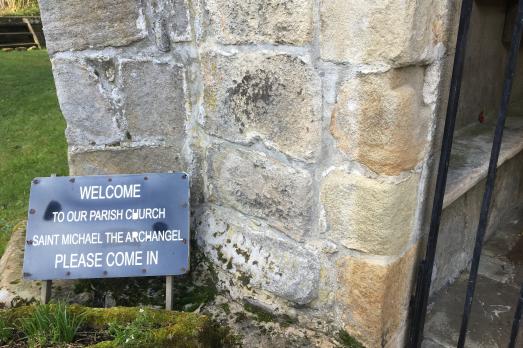 WELCOME
TO OUR PARISH CHURCH
SAINT MICHAEL THE ARCHANGEL
PLEASE COME IN